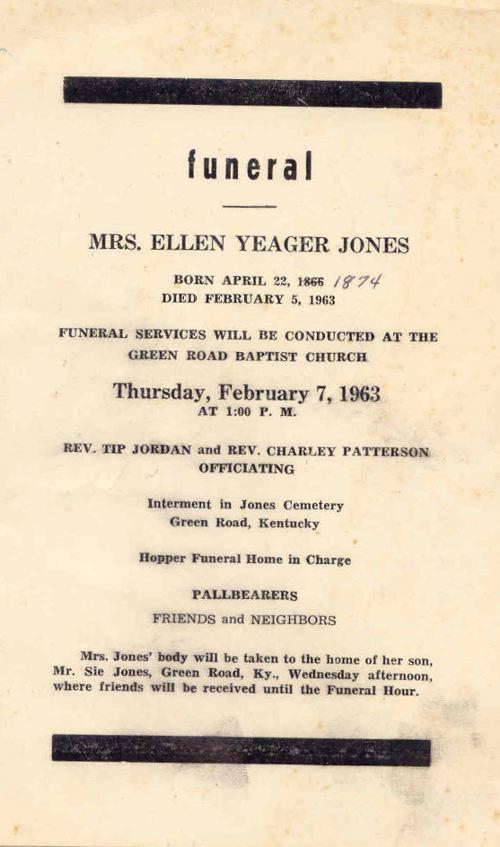 funeral
MRS. ELLEN YEAGER JONES
BORN APRIL 22, 1866 1874
DIED FEBRUARY 5, 1963
FUNERAL SERVICES WILL BE CONDUCTED AT THE
GREEN ROAD BAPTIST CHURCH
Thursday, February 7, 1963
AT 1:00 P. M.
REV. TIP JORDAN and REV. CHARLEY PATTERSON
OFFICIATING
Interment in Jones Cemetery
Green Road, Kentucky
Hopper Funeral Home in Charge
PALLBEARERS
FRIENDS and NEIGHBORS
Mrs. Jones' body will be taken to the home of her son,
Mr. Sie Jones, Green Road, Ky., Wednesday afternoon,
where friends will be received until the Funeral Hour.